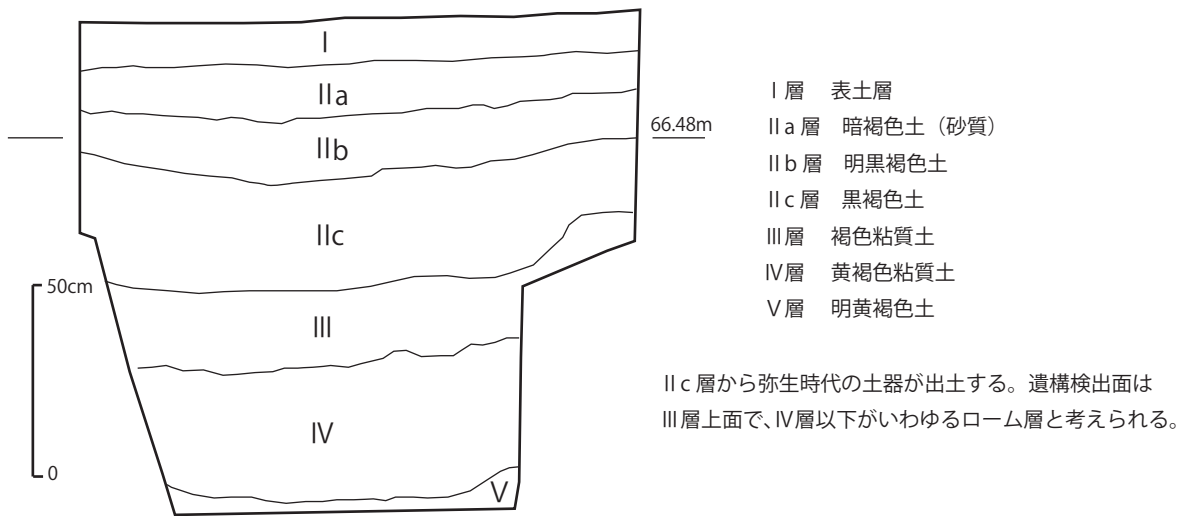 I
IIa
66.48m
IIb
IIc
50cm
III
IV
0
V
Ⅰ層 表土層
Ⅱa層 暗褐色土（砂質）
Ⅱb層 明黒褐色土
Ⅱc層 黒褐色土
Ⅲ層 褐色粘質土
Ⅳ層 黄褐色粘質土
Ⅴ層 明黄褐色土
Ⅱc層から弥生時代の土器が出土する。遺構検出面は
Ⅲ層上面で、Ⅳ層以下がいわゆるローム層と考えられる。